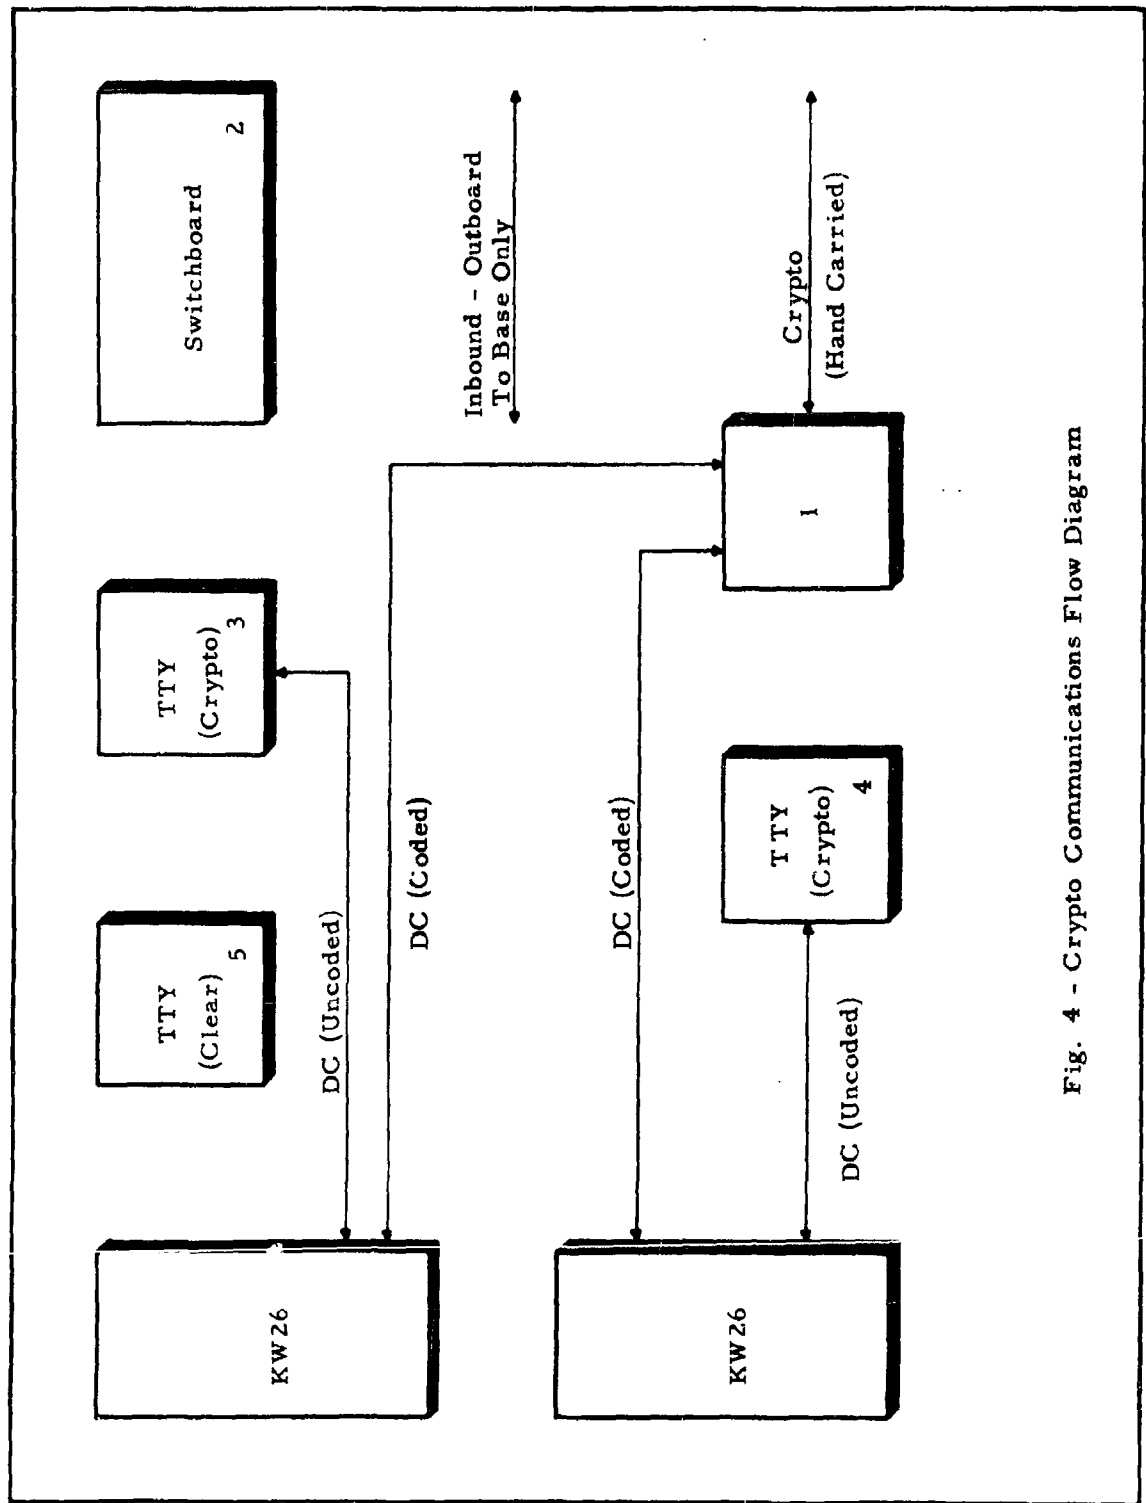 KW26
TTY
(Clear)
5
TTY
(Crypto)
3
Switchboard
2
DC (Uncoded)
DC (Coded)
Inbound - Outboard
To Base Only
KW26
DC (Coded)
DC (Uncoded)
TTY
(Crypto)
4
1
Crypto
(Hand Carried)
Fig. 4 - Crypto Communications Flow Diagram